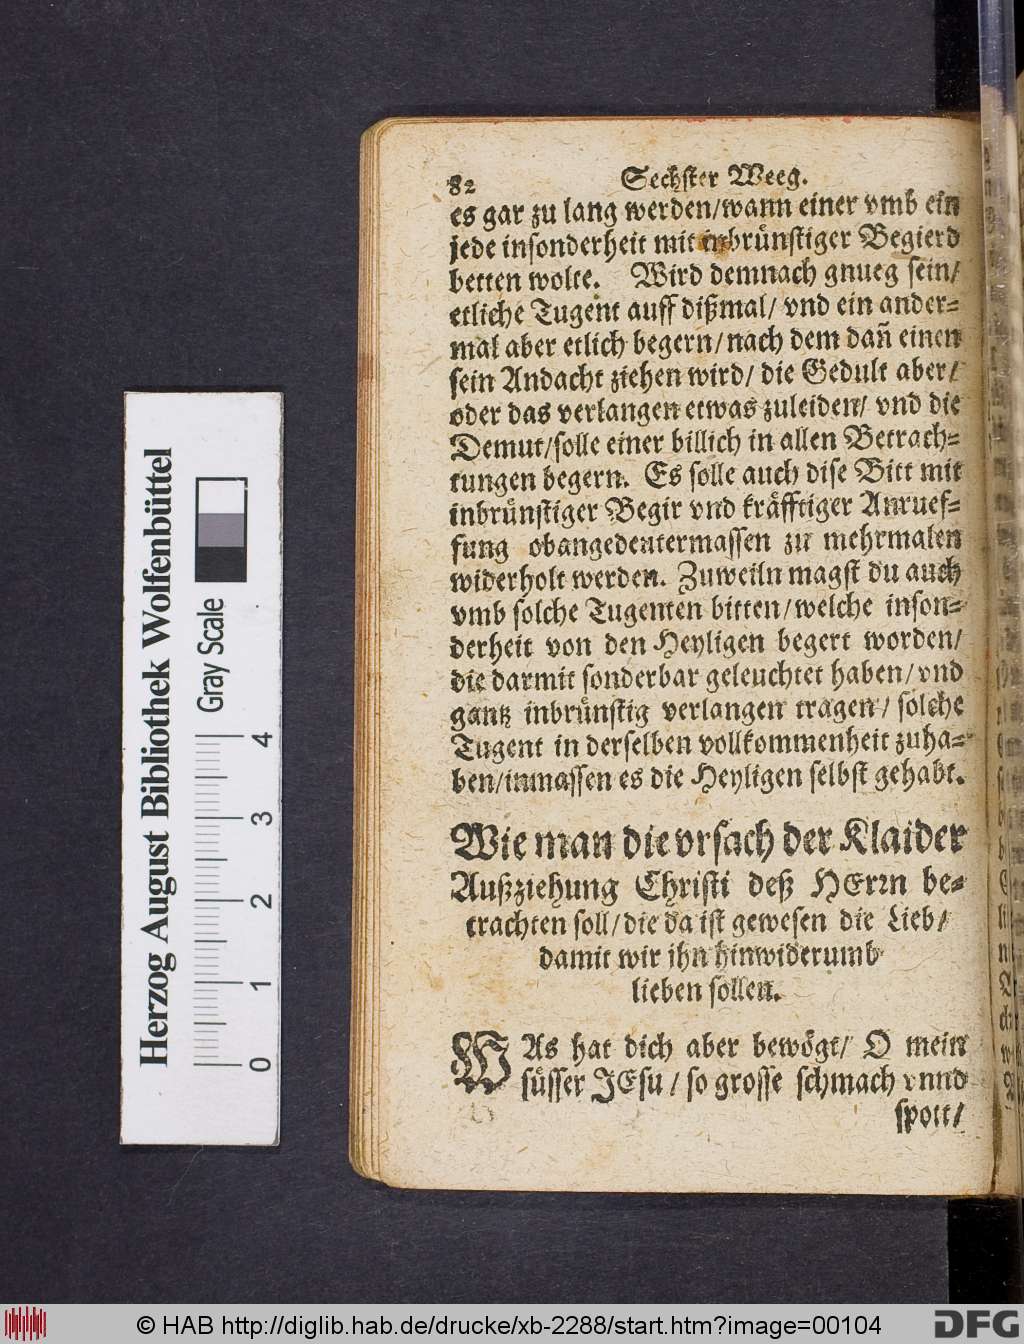 82
Sechster Weeg.
es gar zu lang werden/wann einer vmb ein
jede insonderheit mit inbrünstiger Begierd
betten wolte. Wird demnach gnueg sein/
etliche Tugent auff dißmal/ vnd ein ander-
mal aber etlich begern/nach dem dañ einen
sein Andacht ziehen wird/ die Gedult aber/
oder das verlangen etwas zuleiden/ vnd die
Demut/solle einer billich in allen Betrach-
tungen begern. Es solle auch dise Bitt mit
inbrünstiger Begir vnd kräfftiger Anruef-
fung obangedeutermassen zu mehrmalen
widerholt werden. Zuweiln magst du auch
vmb solche Tugenten bitten/welche inson-
derheit von den Heyligen begert worden/
die darmit sonderbar geleuchtet haben/ vnd
gantz inbrünstig verlangen tragen/ solche
Tugent in derselben vollkommenheit zuha-
ben/inmassen es die Heyligen selbst gehabt.
Wie man die vrsach der Klaider
Außziehung Christi deß HErrn be-
trachten soll/die da ist gewesen die Lieb/
damit wir ihn hinwiderumb
lieben sollen.
WAs hat dich aber bewögt/ O mein
süsser JEsu/ so grosse schmach vnnd
spott/
Herzog August Bibliothek Wolfenbüttel
Gray Scale
0 1 2 3 4
© HAB http://diglib.hab.de/drucke/xb-2288/start.htm?image=00104
DFG